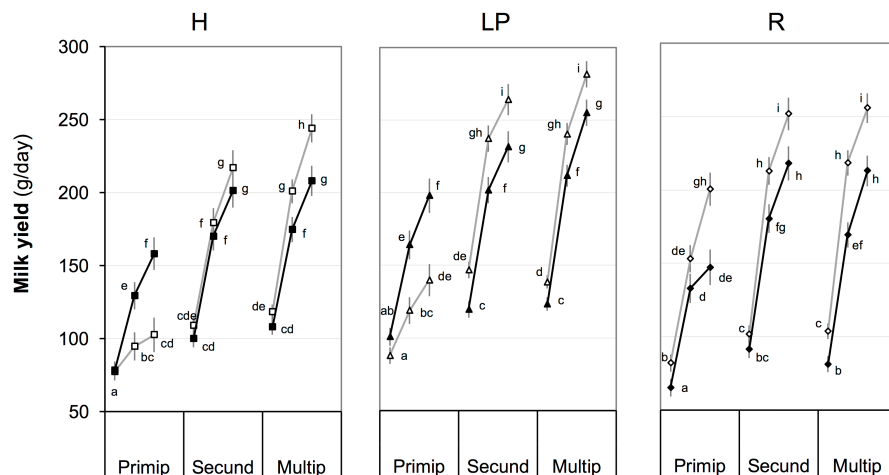 H LP R
300
250
200
150
100
50
Milk yield (g/day)
a e f bc cd
cde f g cd f g
de g h cd f g
ab e f a bc de
de gh i c f g
d gh i c f g
b de gh a d de
c h i bc fg h
c h i b ef h
Primip Secund Multip Primip Secund Multip Primip Secund Multip